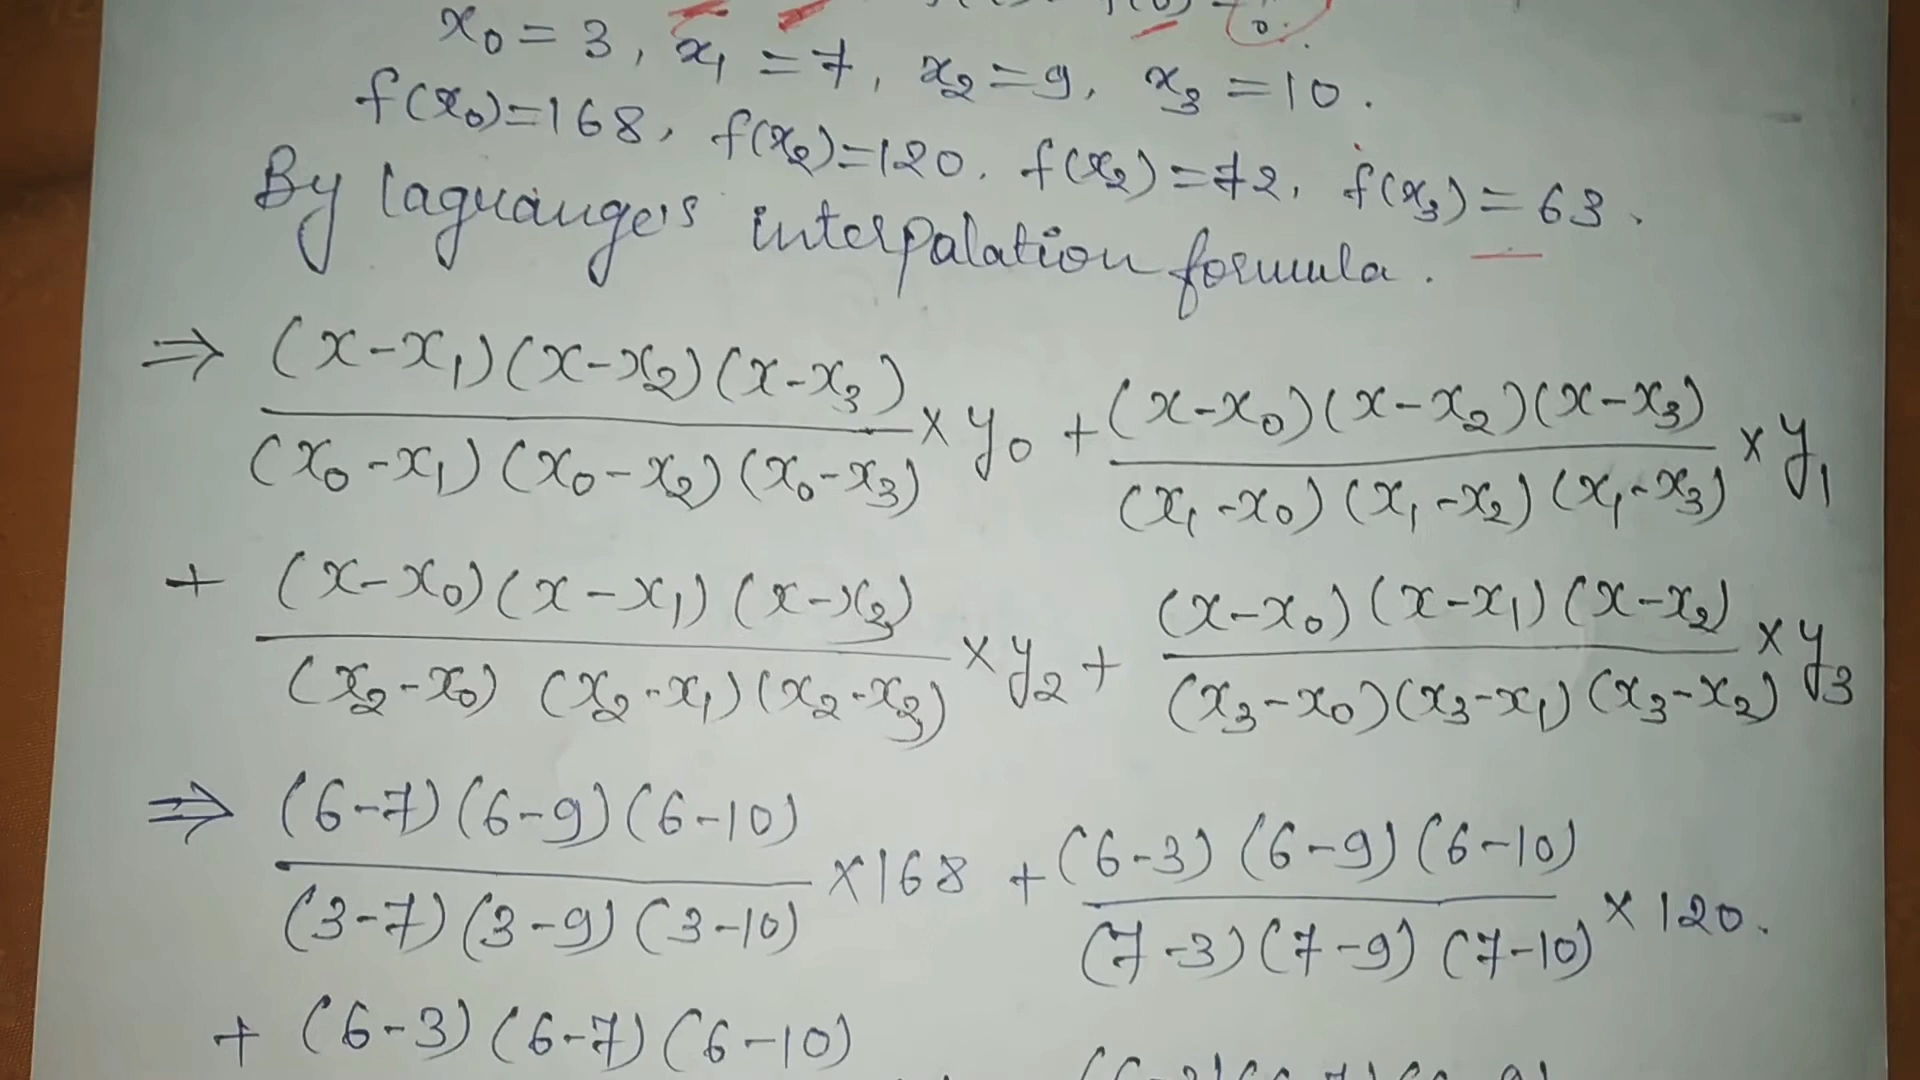 x₀ = 3, x₁ = 7, x₂ = 9, x₃ = 10.
f(x₀) = 168, f(x₂) = 120. f(x₂) = 72, f(x₃) = 63.
By lagrange's interpalation formula.
⇒ (x-x₁)(x-x₂)(x-x₃) / (x₀-x₁)(x₀-x₂)(x₀-x₃) × y₀ + (x-x₀)(x-x₂)(x-x₃) / (x₁-x₀)(x₁-x₂)(x₁-x₃) × y₁
+ (x-x₀)(x-x₁)(x-x₃) / (x₂-x₀)(x₂-x₁)(x₂-x₃) × y₂ + (x-x₀)(x-x₁)(x-x₂) / (x₃-x₀)(x₃-x₁)(x₃-x₂) × y₃
⇒ (6-7)(6-9)(6-10) / (3-7)(3-9)(3-10) × 168 + (6-3)(6-9)(6-10) / (7-3)(7-9)(7-10) × 120.
+ (6-3)(6-7)(6-10)